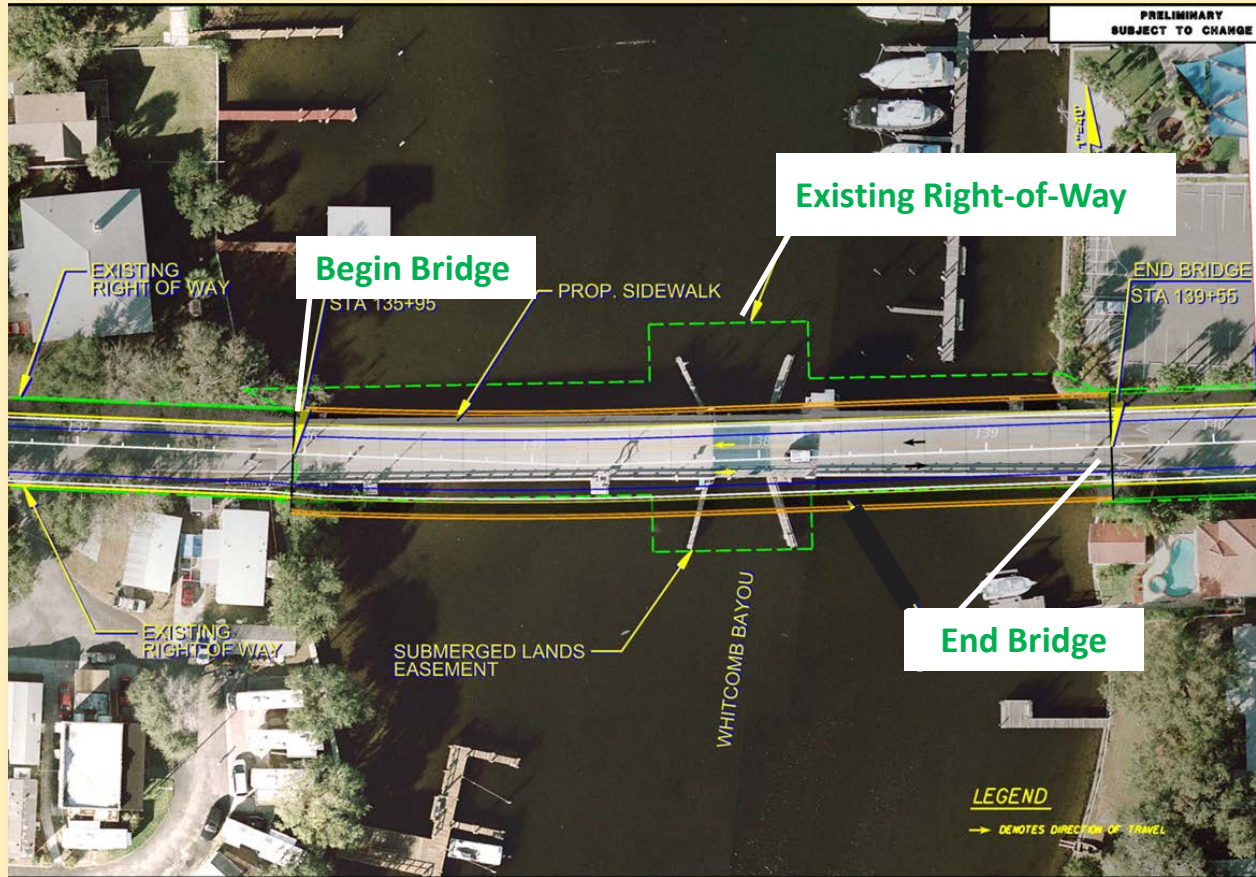 PRELIMINARY
SUBJECT TO CHANGE
1"=40'
Existing Right-of-Way
Begin Bridge
EXISTING
RIGHT OF WAY
STA 135+95
PROP. SIDEWALK
END BRIDGE
STA 139+55
135
137
138
139
140
EXISTING
RIGHT OF WAY
SUBMERGED LANDS
EASEMENT
WHITCOMB BAYOU
End Bridge
LEGEND
DENOTES DIRECTION OF TRAVEL